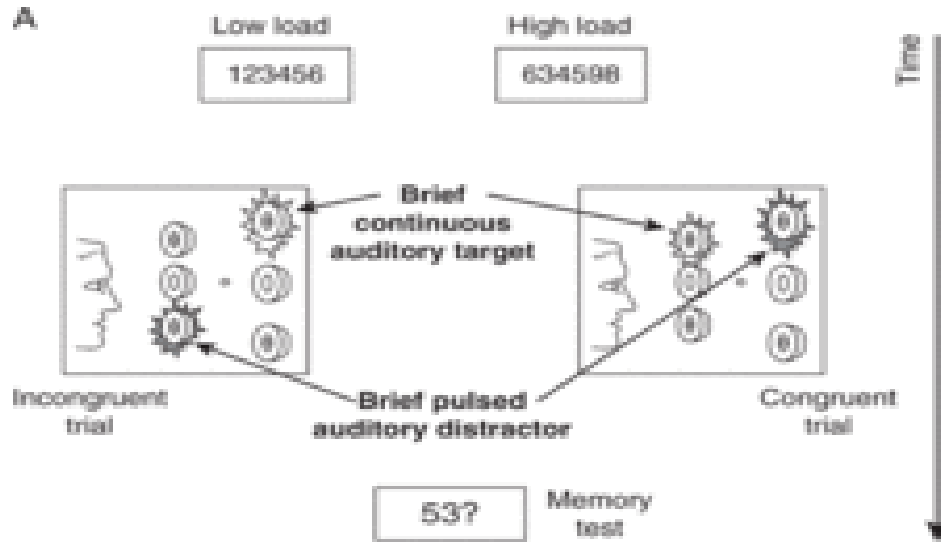 A
Low load
High load
123456
634598
Time
Brief
continuous
auditory target
Incongruent
trial
Brief pulsed
auditory distractor
Congruent
trial
53?
Memory
test